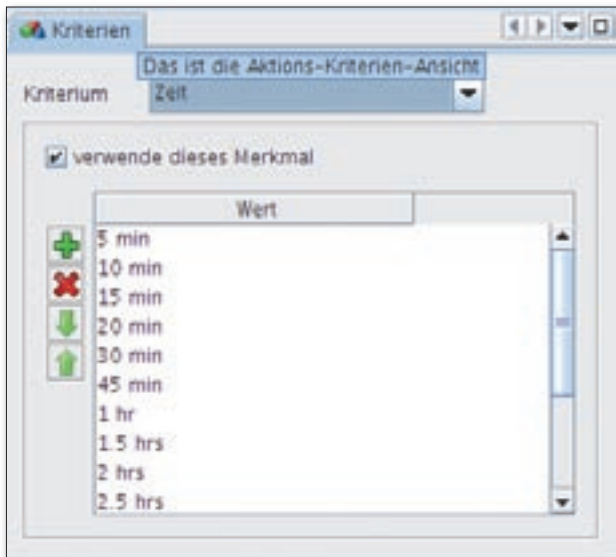 Kriterien
Das ist die Aktions-Kriterien-Ansicht
Kriterium Zeit
verwende dieses Merkmal
Wert
5 min
10 min
15 min
20 min
30 min
45 min
1 hr
1.5 hrs
2 hrs
2.5 hrs